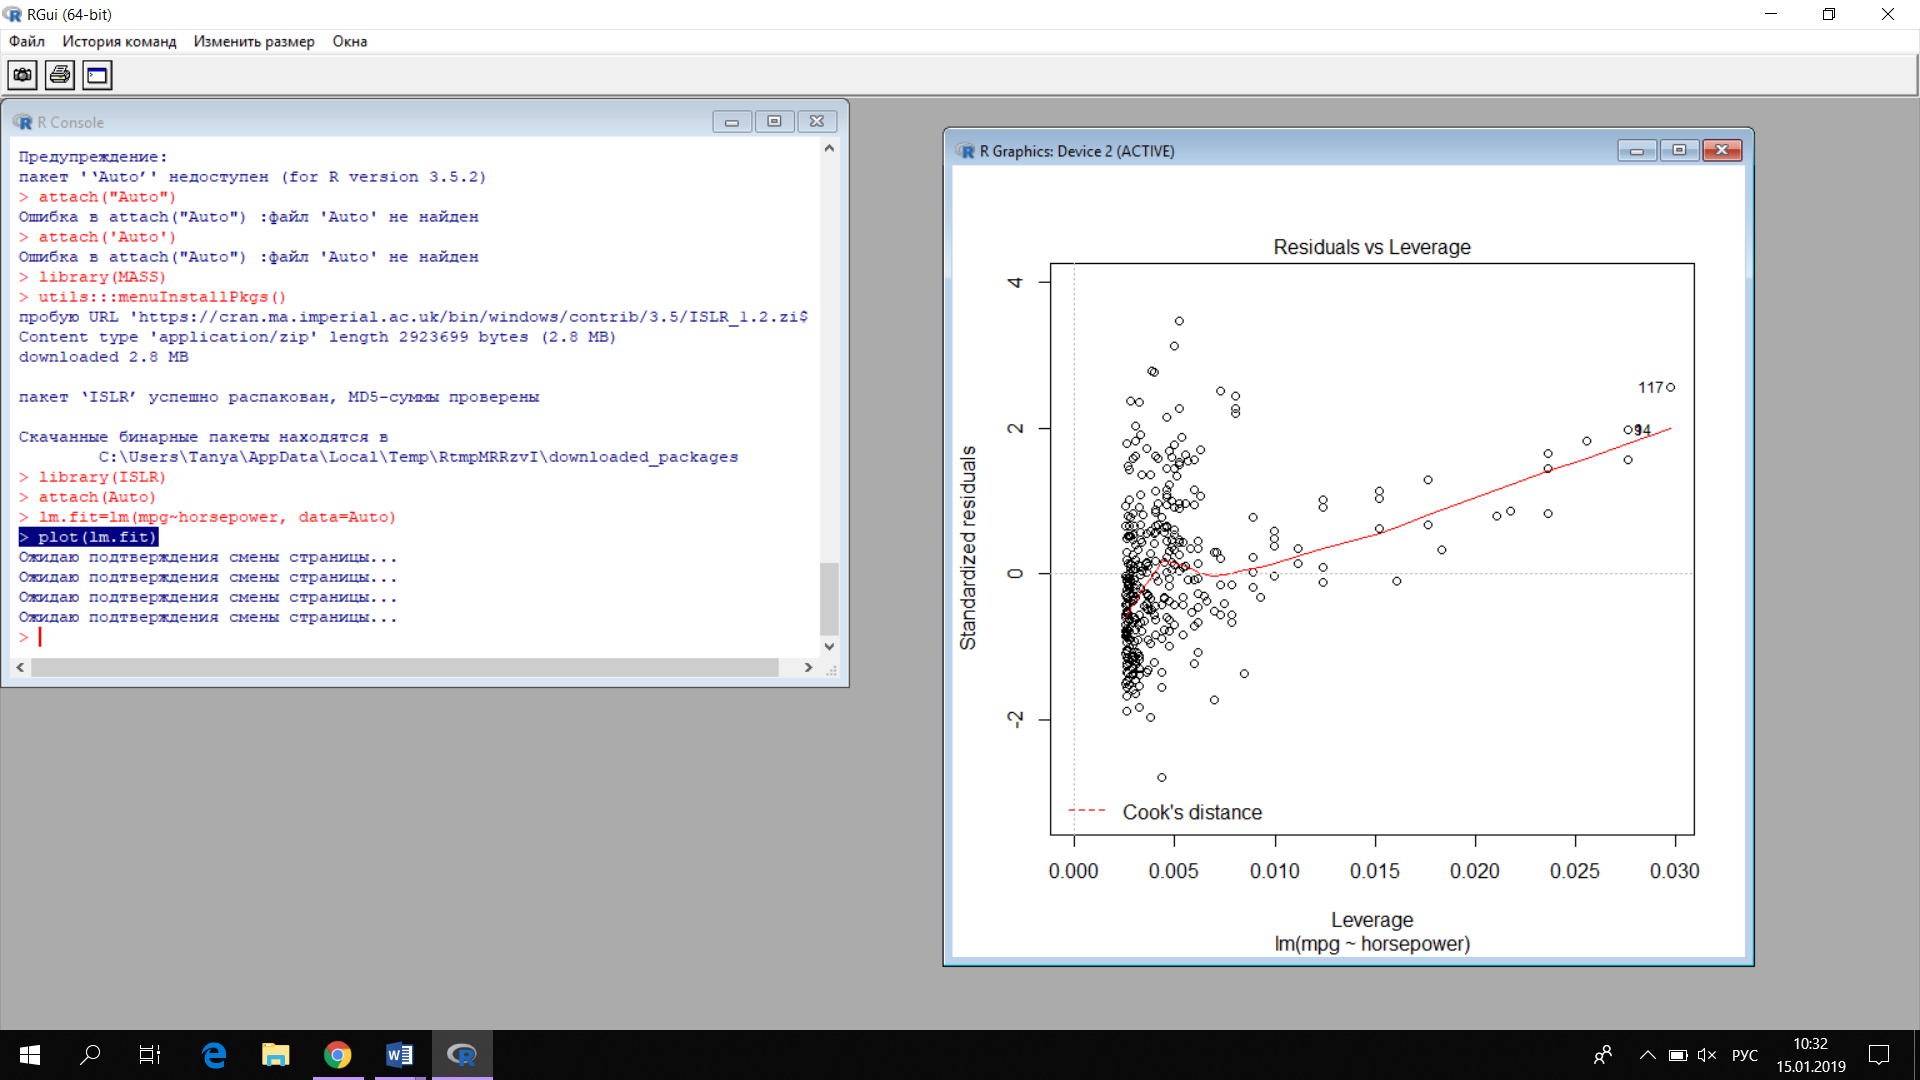 RGui (64-bit)
Файл История команд Изменить размер Окна
R Console
Предупреждение:
пакет '‘Auto’' недоступен (for R version 3.5.2)
> attach("Auto")
Ошибка в attach("Auto") :файл 'Auto' не найден
> attach('Auto')
Ошибка в attach("Auto") :файл 'Auto' не найден
> library(MASS)
> utils:::menuInstallPkgs()
пробую URL 'https://cran.ma.imperial.ac.uk/bin/windows/contrib/3.5/ISLR_1.2.zi$
Content type 'application/zip' length 2923699 bytes (2.8 MB)
downloaded 2.8 MB
пакет ‘ISLR’ успешно распакован, MD5-суммы проверены
Скачанные бинарные пакеты находятся в
C:\Users\Tanya\AppData\Local\Temp\RtmpMRRzvI\downloaded_packages
> library(ISLR)
> attach(Auto)
> lm.fit=lm(mpg~horsepower, data=Auto)
> plot(lm.fit)
Ожидаю подтверждения смены страницы...
Ожидаю подтверждения смены страницы...
Ожидаю подтверждения смены страницы...
Ожидаю подтверждения смены страницы...
>
R Graphics: Device 2 (ACTIVE)
Residuals vs Leverage
4
2
0
-2
Standardized residuals
117
94
Cook's distance
0.000 0.005 0.010 0.015 0.020 0.025 0.030
Leverage
lm(mpg ~ horsepower)
РУС
10:32
15.01.2019